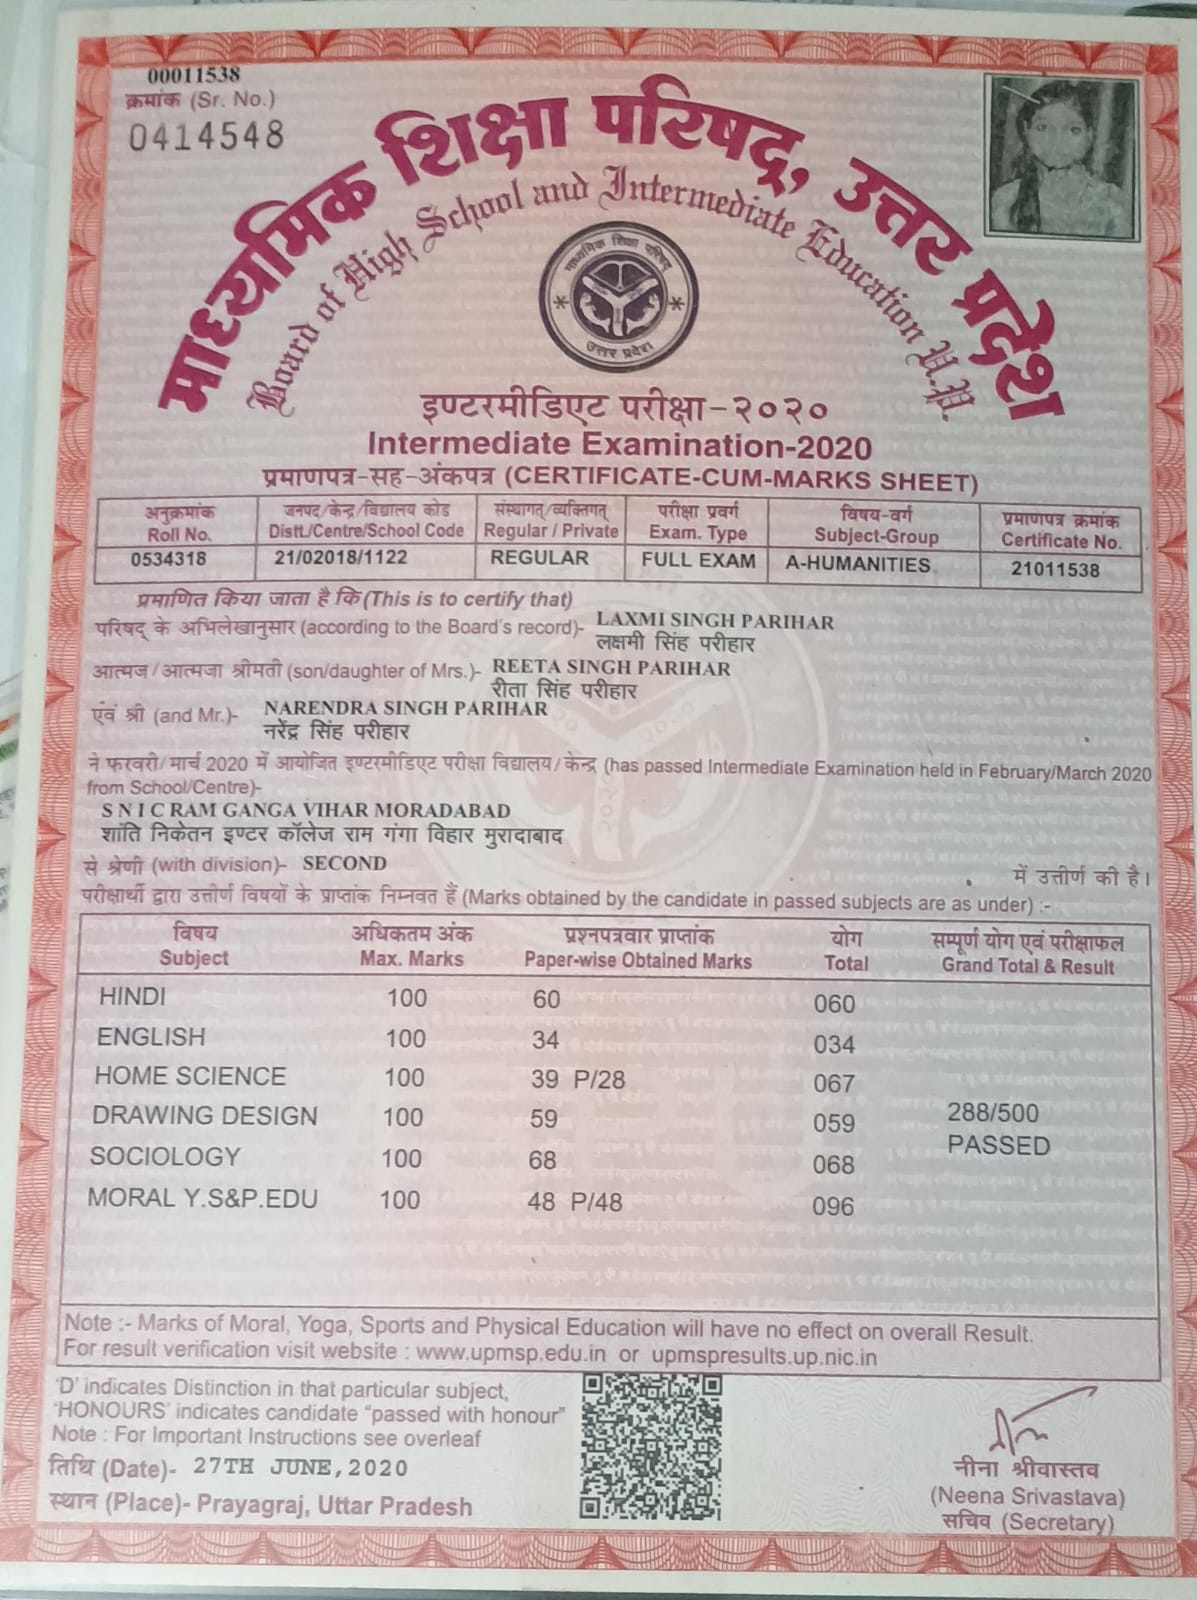 00011538
क्रमांक (Sr. No.)
0414548
माध्यमिक शिक्षा परिषद्, उत्तर प्रदेश
Board of High School and Intermediate Education U.P.
माध्यमिक शिक्षा परिषद्
उत्तर प्रदेश
इण्टरमीडिएट परीक्षा-२०२०
Intermediate Examination-2020
प्रमाणपत्र-सह-अंकपत्र (CERTIFICATE-CUM-MARKS SHEET)
अनुक्रमांक जनपद/केन्द्र/विद्यालय कोड संस्थागत्/व्यक्तिगत् परीक्षा प्रवर्ग विषय-वर्ग प्रमाणपत्र क्रमांक
Roll No. Distt./Centre/School Code Regular / Private Exam. Type Subject-Group Certificate No.
0534318 21/02018/1122 REGULAR FULL EXAM A-HUMANITIES 21011538
प्रमाणित किया जाता है कि (This is to certify that)
परिषद् के अभिलेखानुसार (according to the Board's record)- LAXMI SINGH PARIHAR
लक्षमी सिंह परीहार
आत्मज/आत्मजा श्रीमती (son/daughter of Mrs.)- REETA SINGH PARIHAR
रीता सिंह परीहार
एवं श्री (and Mr.)- NARENDRA SINGH PARIHAR
नरेंद्र सिंह परीहार
ने फरवरी/मार्च 2020 में आयोजित इण्टरमीडिएट परीक्षा विद्यालय/केन्द्र (has passed Intermediate Examination held in February/March 2020
from School/Centre)-
S N I C RAM GANGA VIHAR MORADABAD
शांति निकेतन इण्टर कॉलेज राम गंगा विहार मुरादाबाद
से श्रेणी (with division)- SECOND में उत्तीर्ण की है।
परीक्षार्थी द्वारा उत्तीर्ण विषयों के प्राप्तांक निम्नवत हैं (Marks obtained by the candidate in passed subjects are as under) :-
विषय अधिकतम अंक प्रश्नपत्रवार प्राप्तांक योग सम्पूर्ण योग एवं परीक्षाफल
Subject Max. Marks Paper-wise Obtained Marks Total Grand Total & Result
HINDI 100 60 060
ENGLISH 100 34 034
HOME SCIENCE 100 39 P/28 067
DRAWING DESIGN 100 59 059 288/500
PASSED
SOCIOLOGY 100 68 068
MORAL Y.S&P.EDU 100 48 P/48 096
Note :- Marks of Moral, Yoga, Sports and Physical Education will have no effect on overall Result.
For result verification visit website : www.upmsp.edu.in or upmspresults.up.nic.in
'D' indicates Distinction in that particular subject,
'HONOURS' indicates candidate "passed with honour"
Note : For Important Instructions see overleaf
तिथि (Date)- 27TH JUNE, 2020
स्थान (Place)- Prayagraj, Uttar Pradesh
नीना श्रीवास्तव
(Neena Srivastava)
सचिव (Secretary)